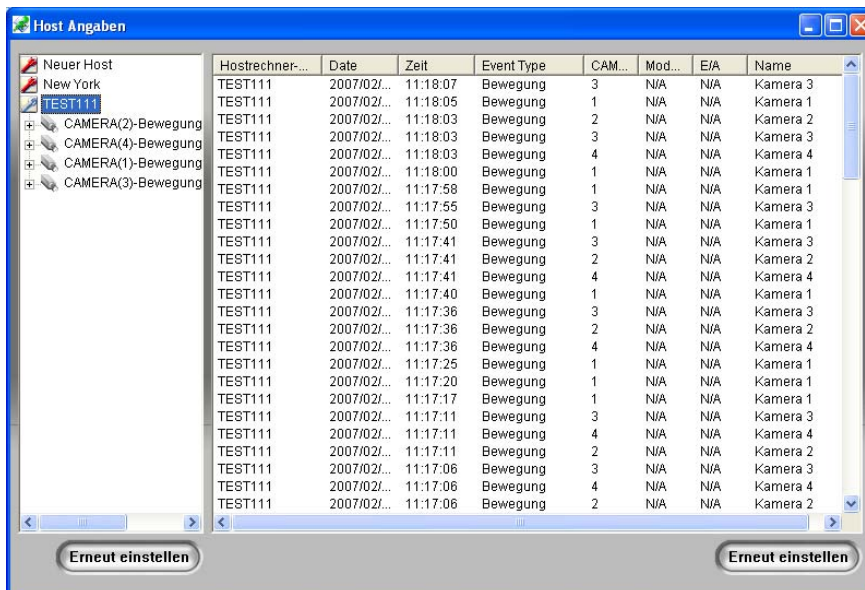 Host Angaben
Neuer Host
New York
TEST111
CAMERA(2)-Bewegung
CAMERA(4)-Bewegung
CAMERA(1)-Bewegung
CAMERA(3)-Bewegung
Hostrechner-... Date Zeit Event Type CAM... Mod... E/A Name
TEST111 2007/02/... 11:18:07 Bewegung 3 N/A N/A Kamera 3
TEST111 2007/02/... 11:18:05 Bewegung 1 N/A N/A Kamera 1
TEST111 2007/02/... 11:18:03 Bewegung 2 N/A N/A Kamera 2
TEST111 2007/02/... 11:18:03 Bewegung 3 N/A N/A Kamera 3
TEST111 2007/02/... 11:18:03 Bewegung 4 N/A N/A Kamera 4
TEST111 2007/02/... 11:18:00 Bewegung 1 N/A N/A Kamera 1
TEST111 2007/02/... 11:17:58 Bewegung 1 N/A N/A Kamera 1
TEST111 2007/02/... 11:17:55 Bewegung 3 N/A N/A Kamera 3
TEST111 2007/02/... 11:17:50 Bewegung 1 N/A N/A Kamera 1
TEST111 2007/02/... 11:17:41 Bewegung 3 N/A N/A Kamera 3
TEST111 2007/02/... 11:17:41 Bewegung 2 N/A N/A Kamera 2
TEST111 2007/02/... 11:17:41 Bewegung 4 N/A N/A Kamera 4
TEST111 2007/02/... 11:17:40 Bewegung 1 N/A N/A Kamera 1
TEST111 2007/02/... 11:17:36 Bewegung 3 N/A N/A Kamera 3
TEST111 2007/02/... 11:17:36 Bewegung 2 N/A N/A Kamera 2
TEST111 2007/02/... 11:17:36 Bewegung 4 N/A N/A Kamera 4
TEST111 2007/02/... 11:17:25 Bewegung 1 N/A N/A Kamera 1
TEST111 2007/02/... 11:17:20 Bewegung 1 N/A N/A Kamera 1
TEST111 2007/02/... 11:17:17 Bewegung 1 N/A N/A Kamera 1
TEST111 2007/02/... 11:17:11 Bewegung 3 N/A N/A Kamera 3
TEST111 2007/02/... 11:17:11 Bewegung 4 N/A N/A Kamera 4
TEST111 2007/02/... 11:17:11 Bewegung 2 N/A N/A Kamera 2
TEST111 2007/02/... 11:17:06 Bewegung 3 N/A N/A Kamera 3
TEST111 2007/02/... 11:17:06 Bewegung 4 N/A N/A Kamera 4
TEST111 2007/02/... 11:17:06 Bewegung 2 N/A N/A Kamera 2
Erneut einstellen Erneut einstellen